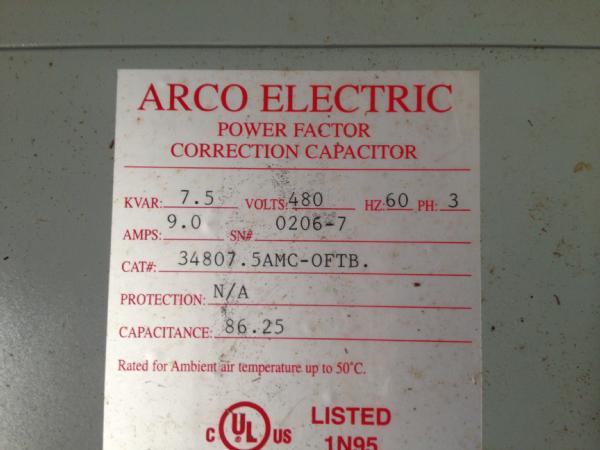 ARCO ELECTRIC
POWER FACTOR
CORRECTION CAPACITOR
KVAR: 7.5 VOLTS: 480 HZ: 60 PH: 3
AMPS: 9.0 SN# 0206-7
CAT#: 34807.5AMC-OFTB.
PROTECTION: N/A
CAPACITANCE: 86.25
Rated for Ambient air temperature up to 50°C.
C UL US LISTED
1N95